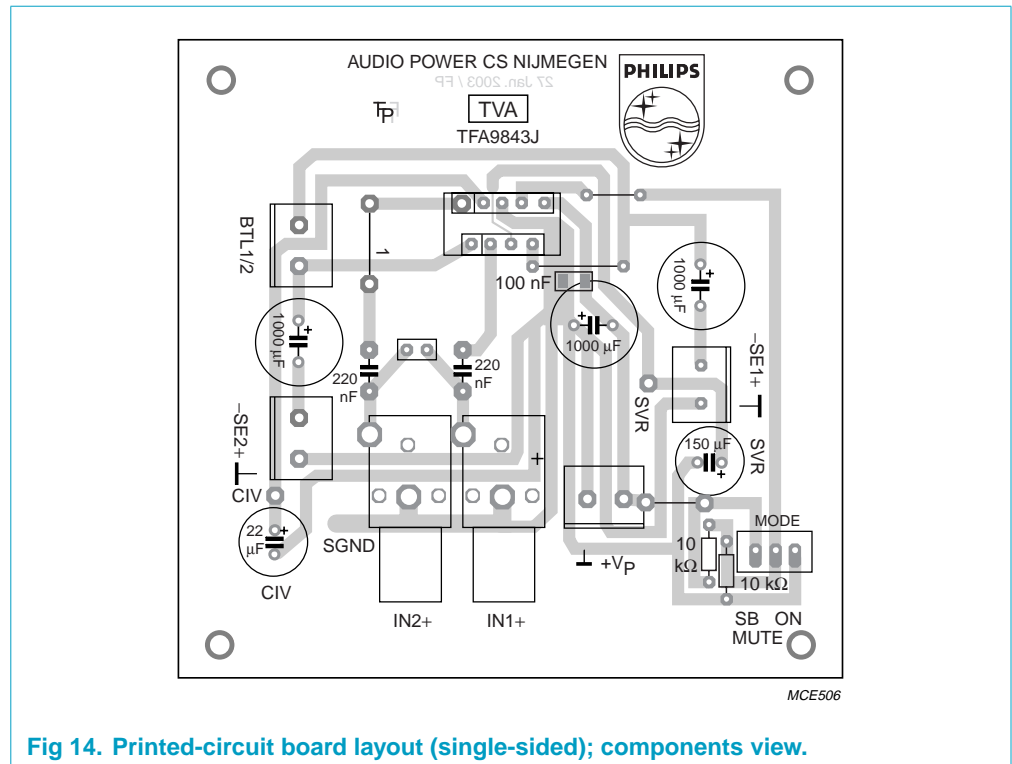 AUDIO POWER CS NIJMEGEN
27 Jan. 2003 / FP
PHILIPS
TP
TVA
TFA9843J
BTL1/2
1
100 nF
1000 µF
1000 µF
1000 µF
220 nF
220 nF
−SE2+
−SE1+
SVR
150 µF
SVR
+
CIV
22 µF
CIV
SGND
+VP
10 kΩ
10 kΩ
MODE
SB ON
MUTE
IN2+
IN1+
MCE506
Fig 14. Printed-circuit board layout (single-sided); components view.